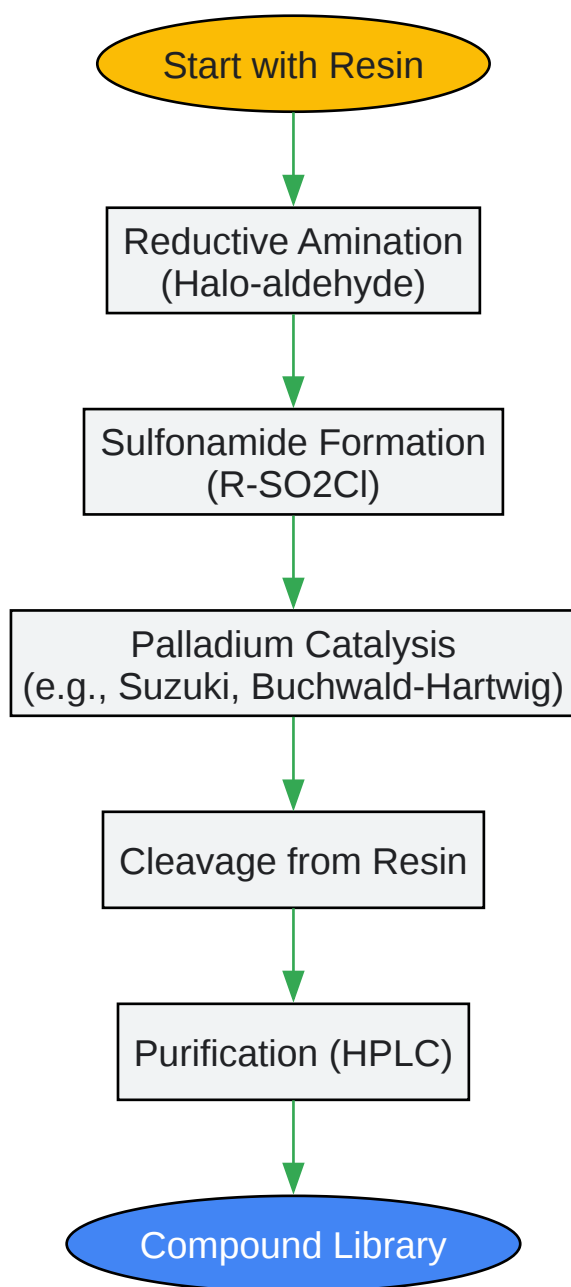 Start with Resin
Reductive Amination
(Halo-aldehyde)
Sulfonamide Formation
(R-SO2Cl)
Palladium Catalysis
(e.g., Suzuki, Buchwald-Hartwig)
Cleavage from Resin
Purification (HPLC)
Compound Library